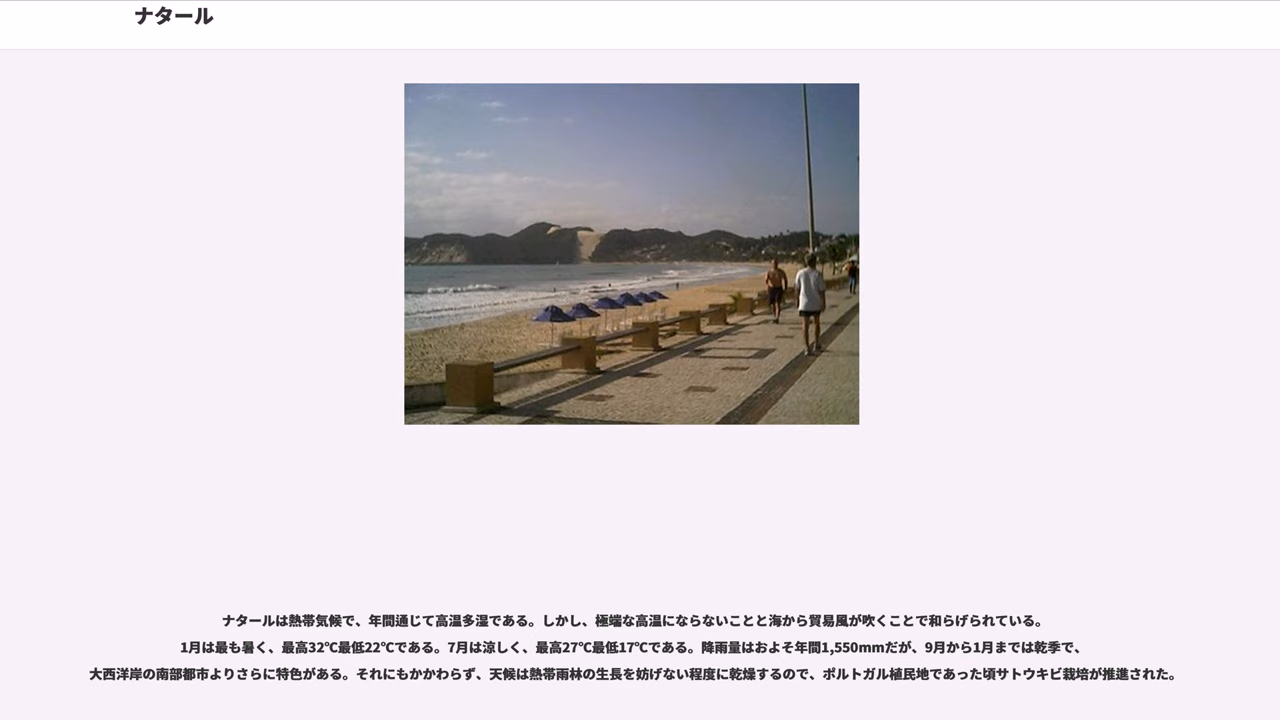 ナタール
ナタールは熱帯気候で、年間通じて高温多湿である。しかし、極端な高温にならないことと海から貿易風が吹くことで和らげられている。
1月は最も暑く、最高32℃最低22℃である。7月は涼しく、最高27℃最低17℃である。降雨量はおよそ年間1,550mmだが、9月から1月までは乾季で、
大西洋岸の南部都市よりさらに特色がある。それにもかかわらず、天候は熱帯雨林の生長を妨げない程度に乾燥するので、ポルトガル植民地であった頃サトウキビ栽培が推進された。